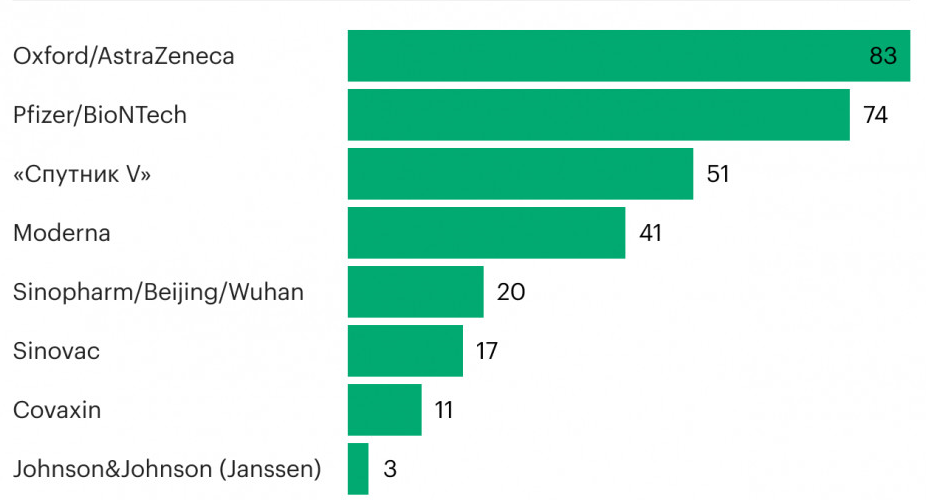 Oxford/AstraZeneca 83
Pfizer/BioNTech 74
«Спутник V» 51
Moderna 41
Sinopharm/Beijing/Wuhan 20
Sinovac 17
Covaxin 11
Johnson&Johnson (Janssen) 3